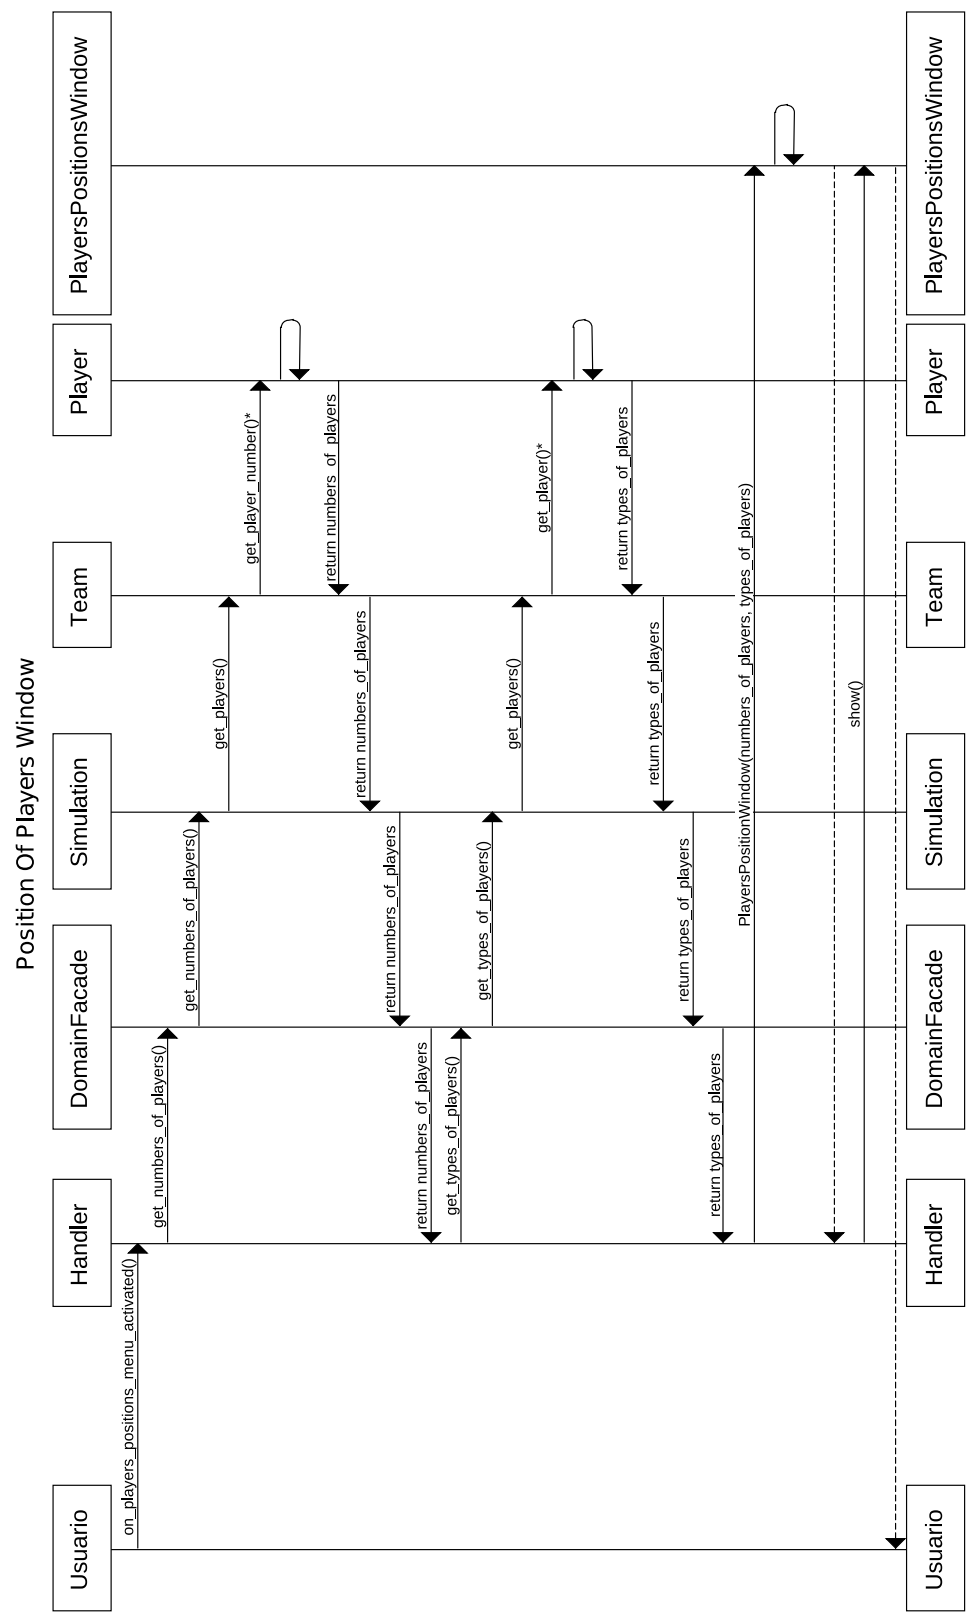 Position Of Players Window
Usuario
Handler
DomainFacade
Simulation
Team
Player
PlayersPositionsWindow
on_players_positions_menu_activated()
get_numbers_of_players()
get_numbers_of_players()
get_players()
get_player_number()*
return numbers_of_players
return numbers_of_players
return numbers_of_players
return numbers_of_players
get_types_of_players()
get_types_of_players()
get_players()
get_player()*
return types_of_players
return types_of_players
return types_of_players
return types_of_players
PlayersPositionWindow(numbers_of_players, types_of_players)
show()
Usuario
Handler
DomainFacade
Simulation
Team
Player
PlayersPositionsWindow